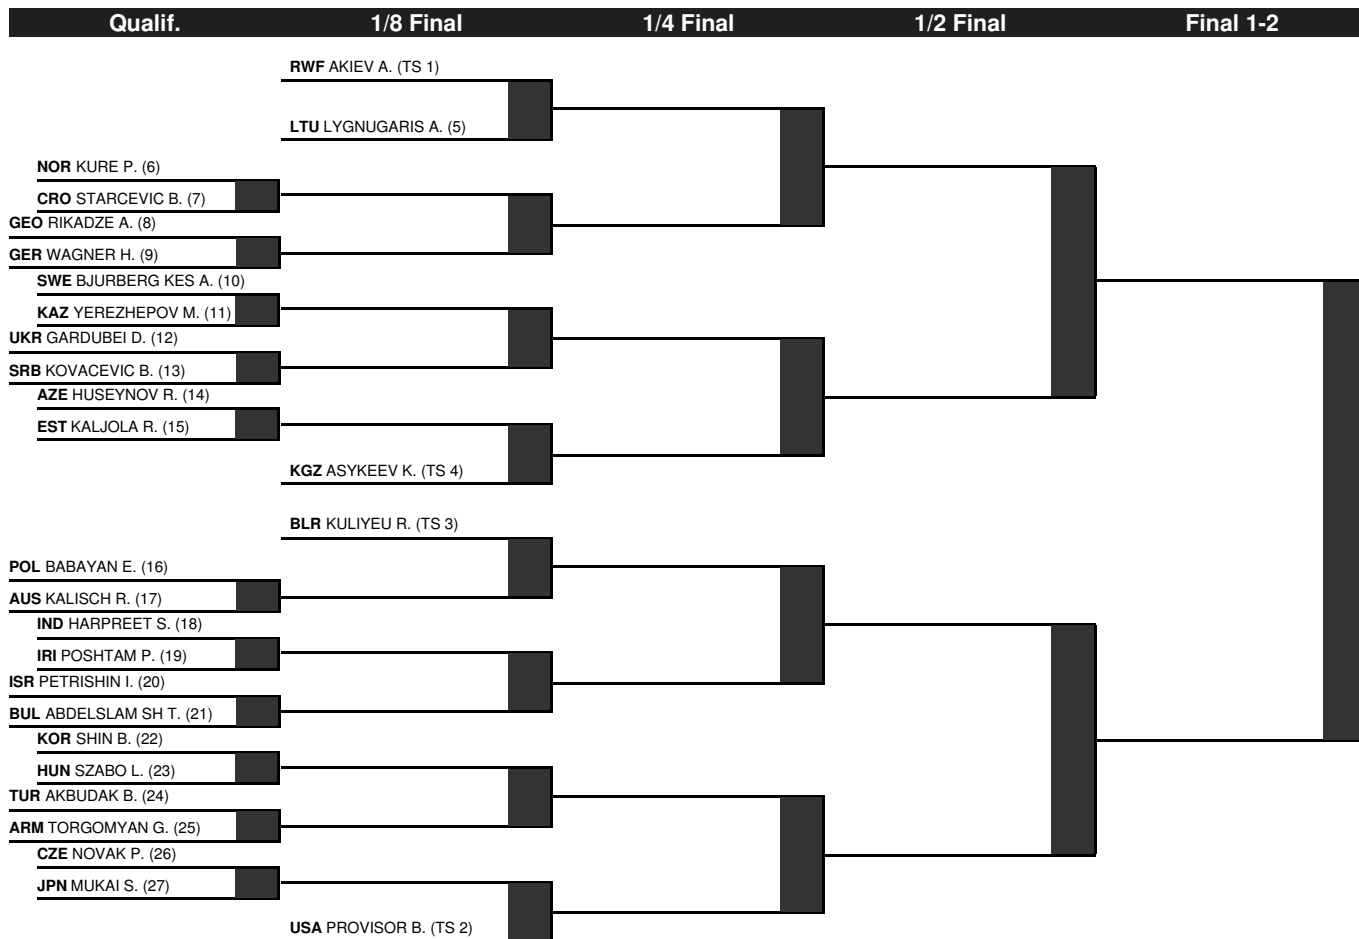 Qualif. 1/8 Final 1/4 Final 1/2 Final Final 1-2
RWF AKIEV A. (TS 1)
LTU LYGNUGARIS A. (5)
NOR KURE P. (6)
CRO STARCEVIC B. (7)
GEO RIKADZE A. (8)
GER WAGNER H. (9)
SWE BJURBERG KES A. (10)
KAZ YEREZHEPOV M. (11)
UKR GARDUBEI D. (12)
SRB KOVACEVIC B. (13)
AZE HUSEYNOV R. (14)
EST KALJOLA R. (15)
KGZ ASYKEEV K. (TS 4)
BLR KULIYEU R. (TS 3)
POL BABAYAN E. (16)
AUS KALISCH R. (17)
IND HARPREET S. (18)
IRI POSHTAM P. (19)
ISR PETRISHIN I. (20)
BUL ABDELSLAM SH T. (21)
KOR SHIN B. (22)
HUN SZABO L. (23)
TUR AKBUDAK B. (24)
ARM TORGOMYAN G. (25)
CZE NOVAK P. (26)
JPN MUKAI S. (27)
USA PROVISOR B. (TS 2)